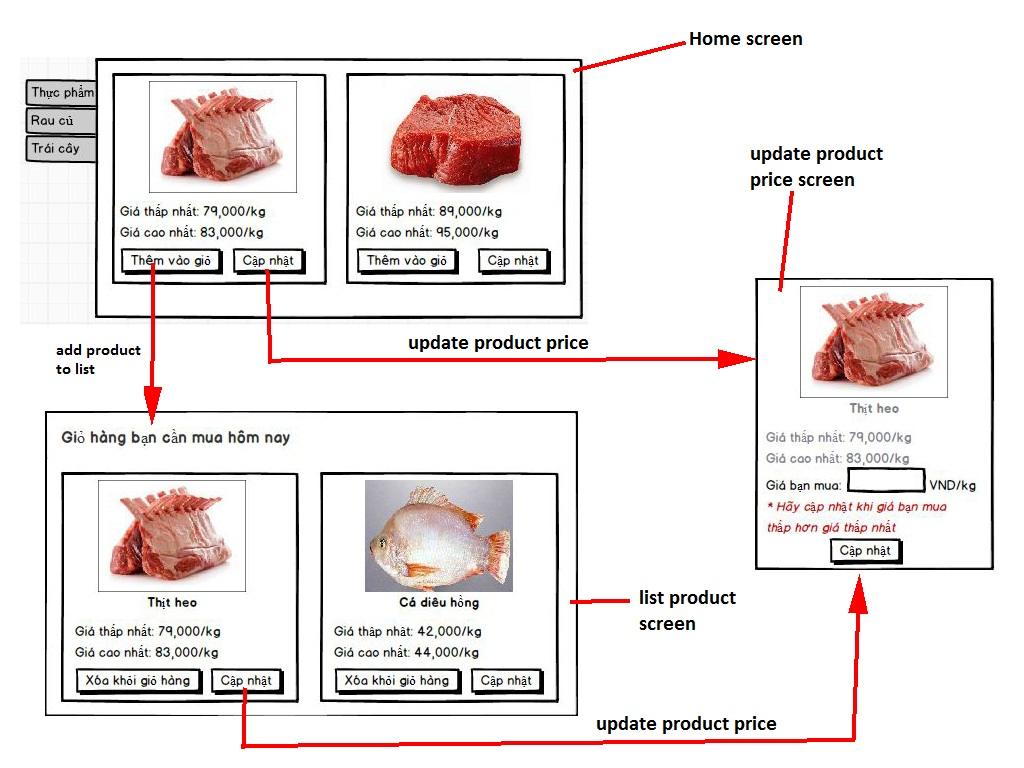 Home screen
Thực phẩm
Rau củ
Trái cây
Giá thấp nhất: 79,000/kg
Giá cao nhất: 83,000/kg
Thêm vào giỏ
Cập nhật
Giá thấp nhất: 89,000/kg
Giá cao nhất: 95,000/kg
Thêm vào giỏ
Cập nhật
add product
to list
update product price
update product
price screen
Thịt heo
Giá thấp nhất: 79,000/kg
Giá cao nhất: 83,000/kg
Giá bạn mua: VND/kg
* Hãy cập nhật khi giá bạn mua
thấp hơn giá thấp nhất
Cập nhật
Giỏ hàng bạn cần mua hôm nay
Thịt heo
Giá thấp nhất: 79,000/kg
Giá cao nhất: 83,000/kg
Xóa khỏi giỏ hàng
Cập nhật
Cá diêu hồng
Giá thấp nhất: 42,000/kg
Giá cao nhất: 44,000/kg
Xóa khỏi giỏ hàng
Cập nhật
list product
screen
update product price